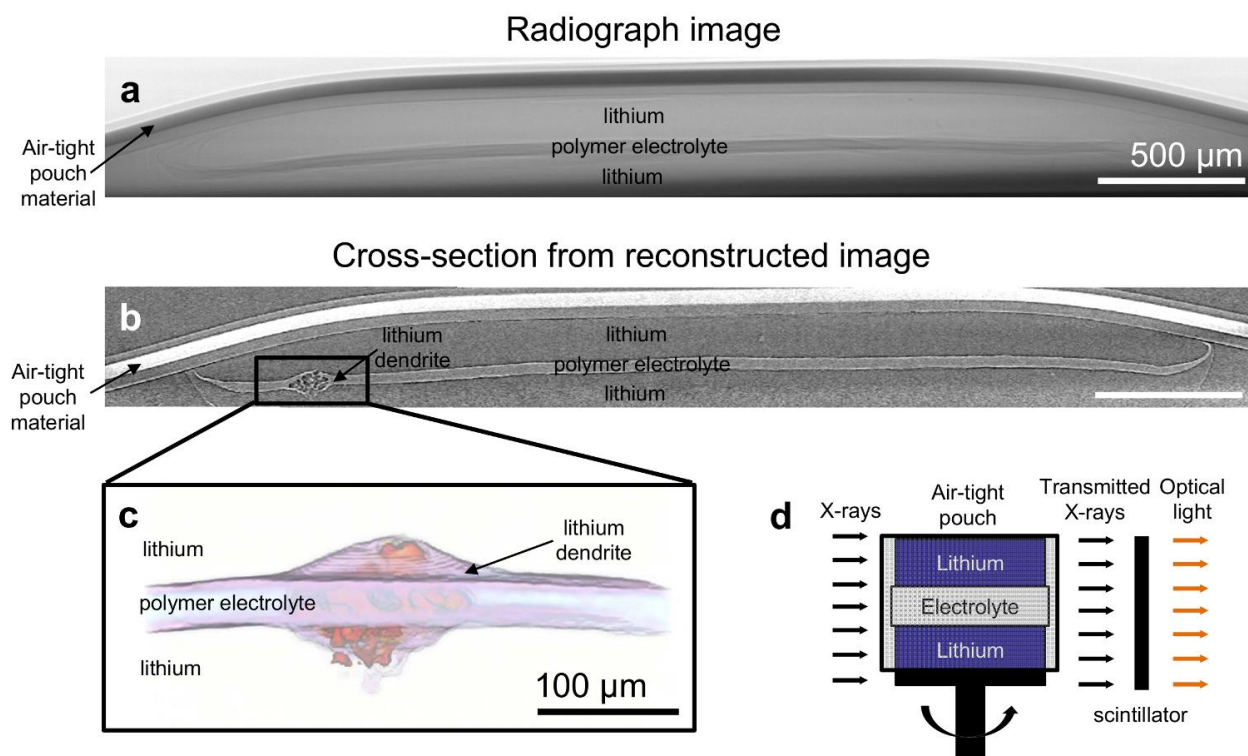 Radiograph image
a
lithium
polymer electrolyte
lithium
500 µm
Air-tight
pouch
material
Cross-section from reconstructed image
b
lithium
dendrite
lithium
polymer electrolyte
lithium
Air-tight
pouch
material
c
lithium
lithium
dendrite
polymer electrolyte
lithium
100 µm
d
X-rays
Air-tight
pouch
Transmitted
X-rays
Optical
light
Lithium
Electrolyte
Lithium
scintillator